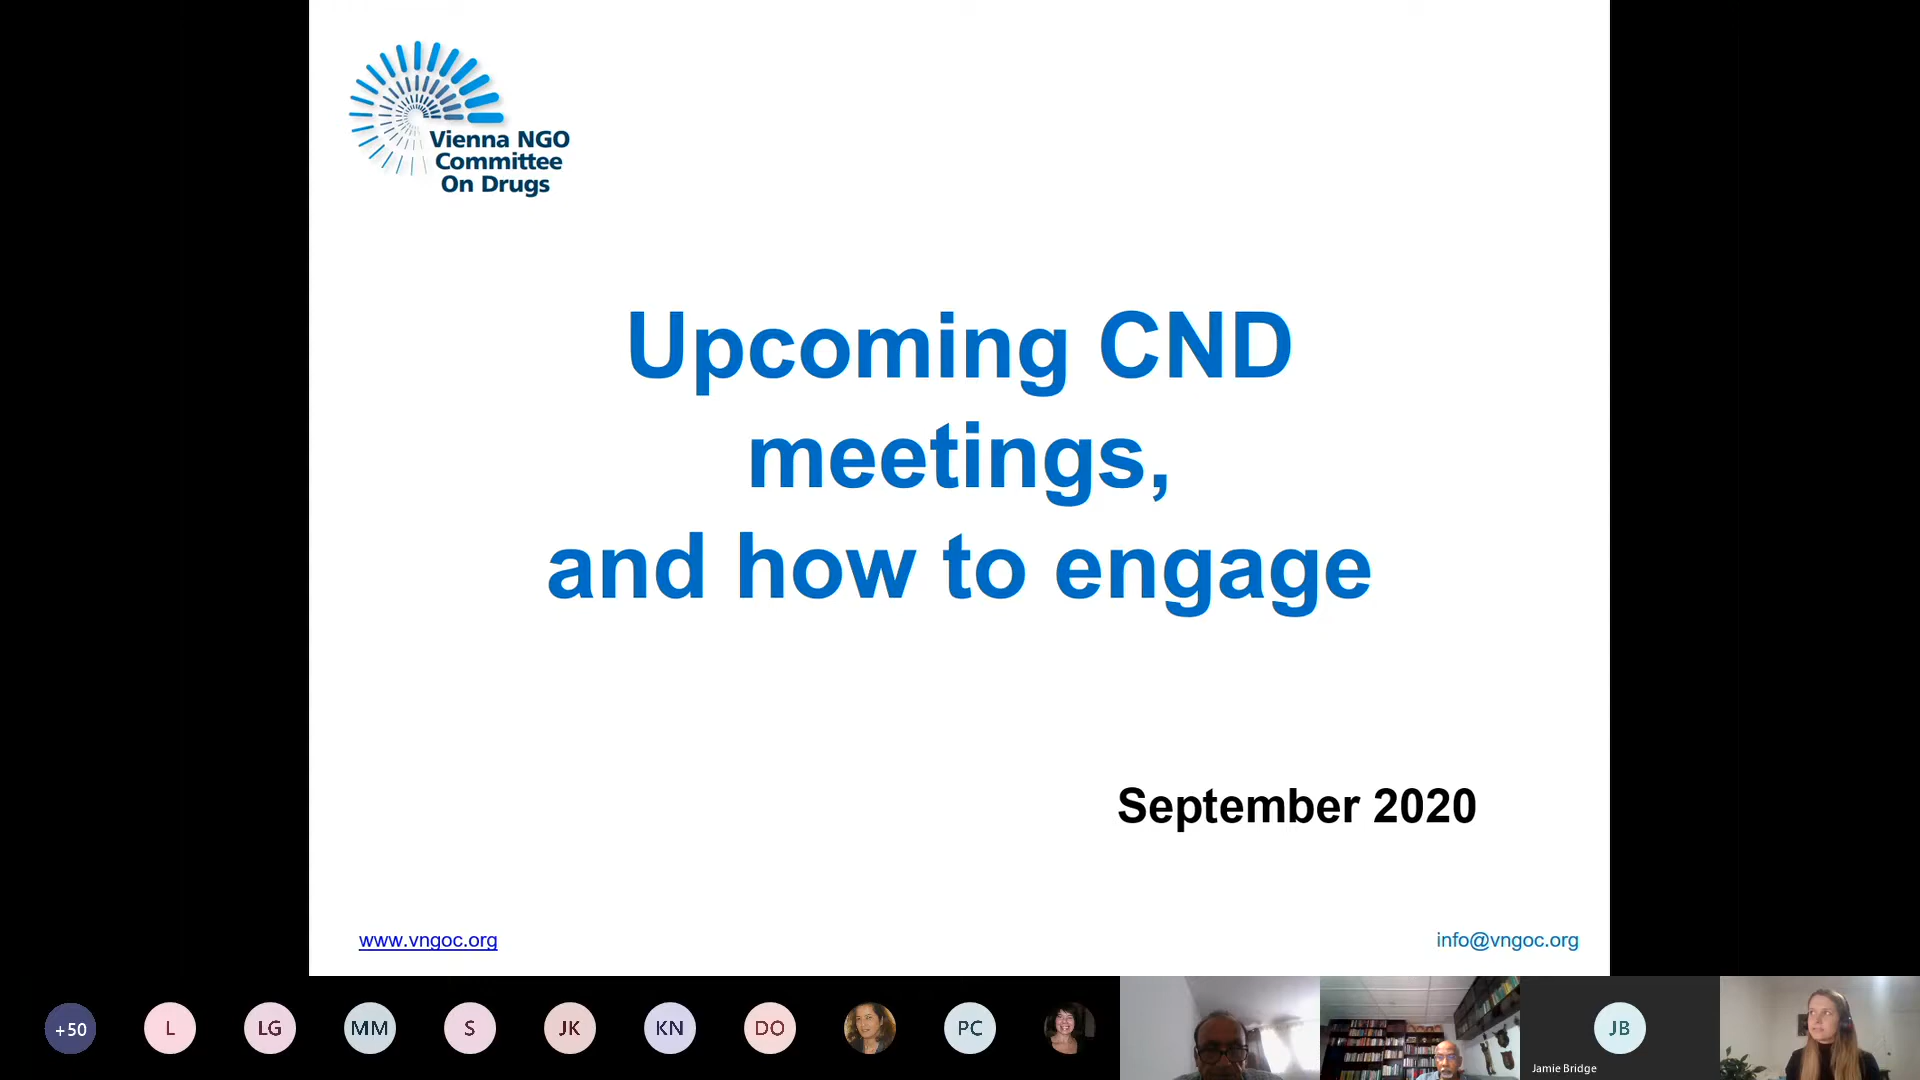 Vienna NGO
Committee
On Drugs
Upcoming CND
meetings,
and how to engage
September 2020
www.vngoc.org
info@vngoc.org
+50
L
LG
MM
S
JK
KN
DO
PC
JB
Jamie Bridge